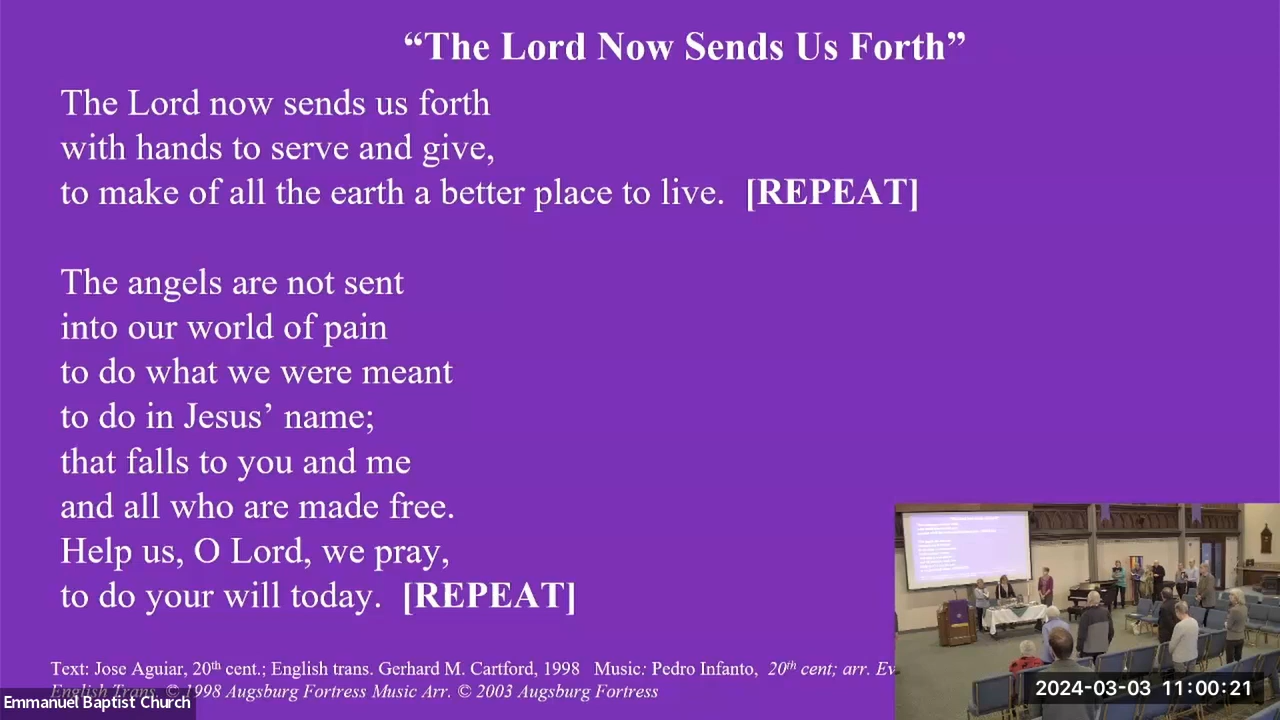 “The Lord Now Sends Us Forth”
The Lord now sends us forth
with hands to serve and give,
to make of all the earth a better place to live.  [REPEAT]
The angels are not sent
into our world of pain
to do what we were meant
to do in Jesus’ name;
that falls to you and me
and all who are made free.
Help us, O Lord, we pray,
to do your will today.  [REPEAT]
Text: Jose Aguiar, 20th cent.; English trans. Gerhard M. Cartford, 1998   Music: Pedro Infanto,  20th cent; arr. Ev
English Trans. © 1998 Augsburg Fortress Music Arr. © 2003 Augsburg Fortress
Emmanuel Baptist Church
2024-03-03  11:00:21